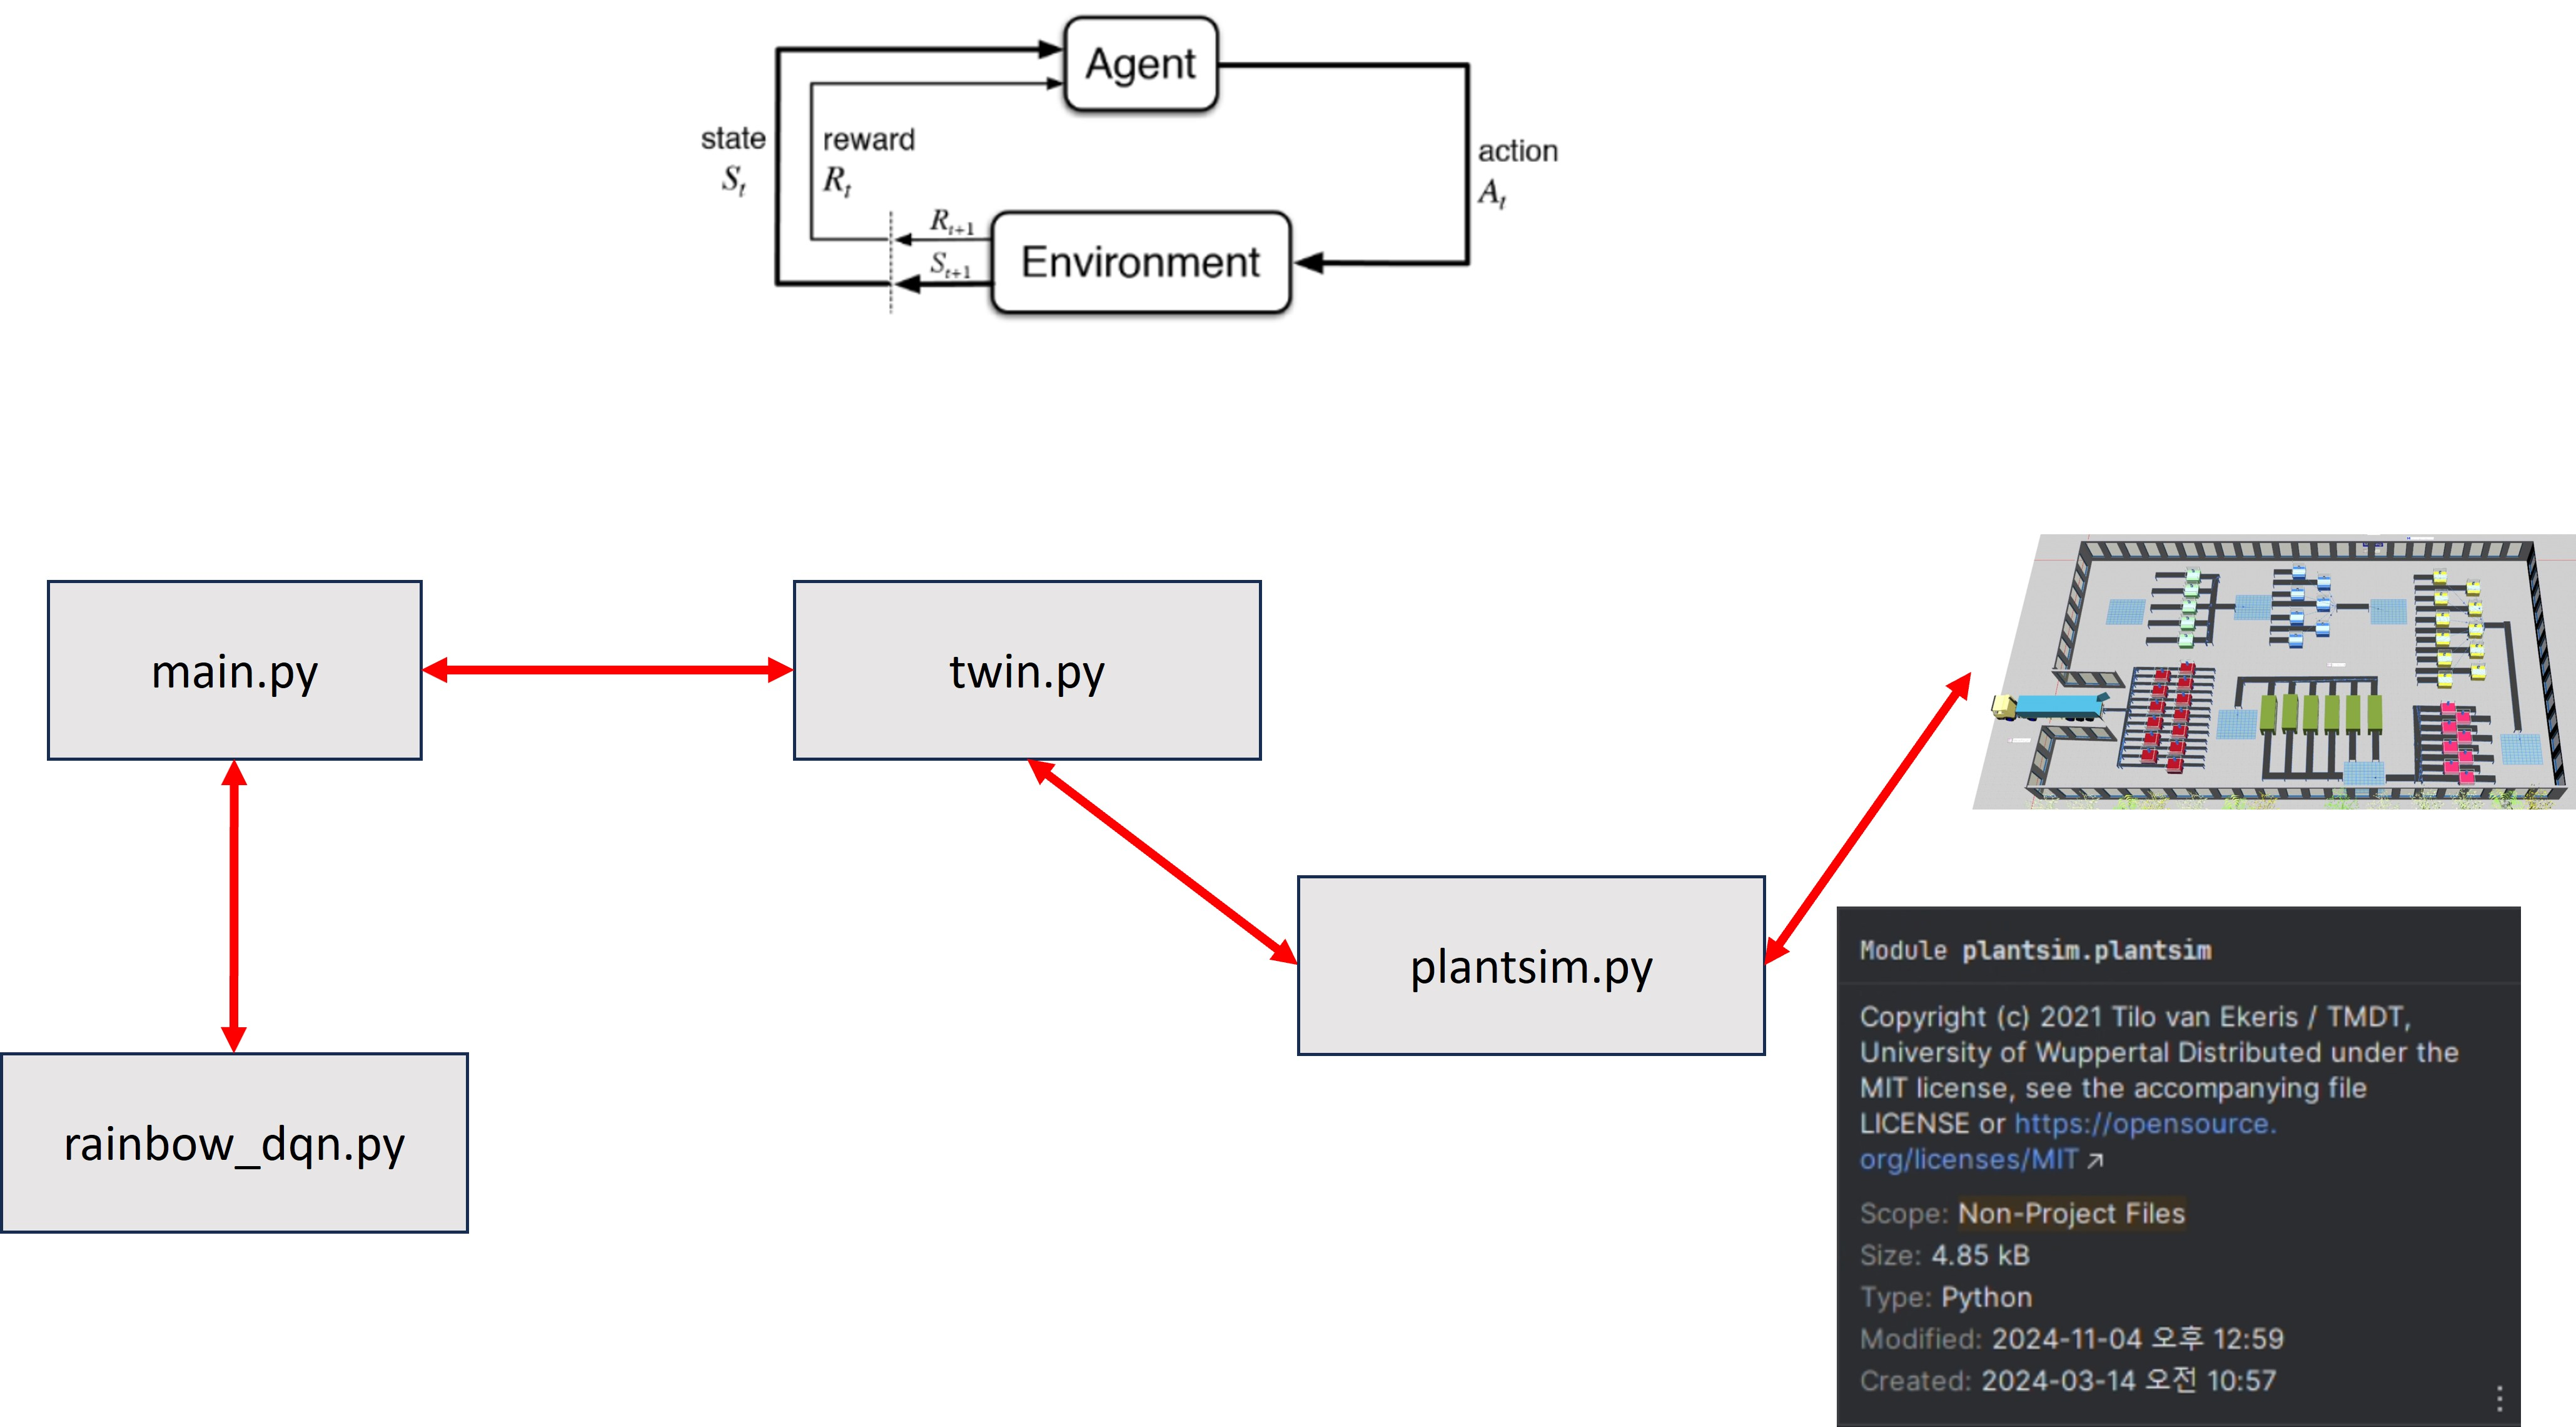 Agent
state
S_t
reward
R_t
action
A_t
R_{t+1}
S_{t+1}
Environment
main.py
twin.py
plantsim.py
rainbow_dqn.py
Module plantsim.plantsim
Copyright (c) 2021 Tilo van Ekeris / TMDT,
University of Wuppertal Distributed under the
MIT license, see the accompanying file
LICENSE or https://opensource.
org/licenses/MIT ↗
Scope: Non-Project Files
Size: 4.85 kB
Type: Python
Modified: 2024-11-04 오후 12:59
Created: 2024-03-14 오전 10:57